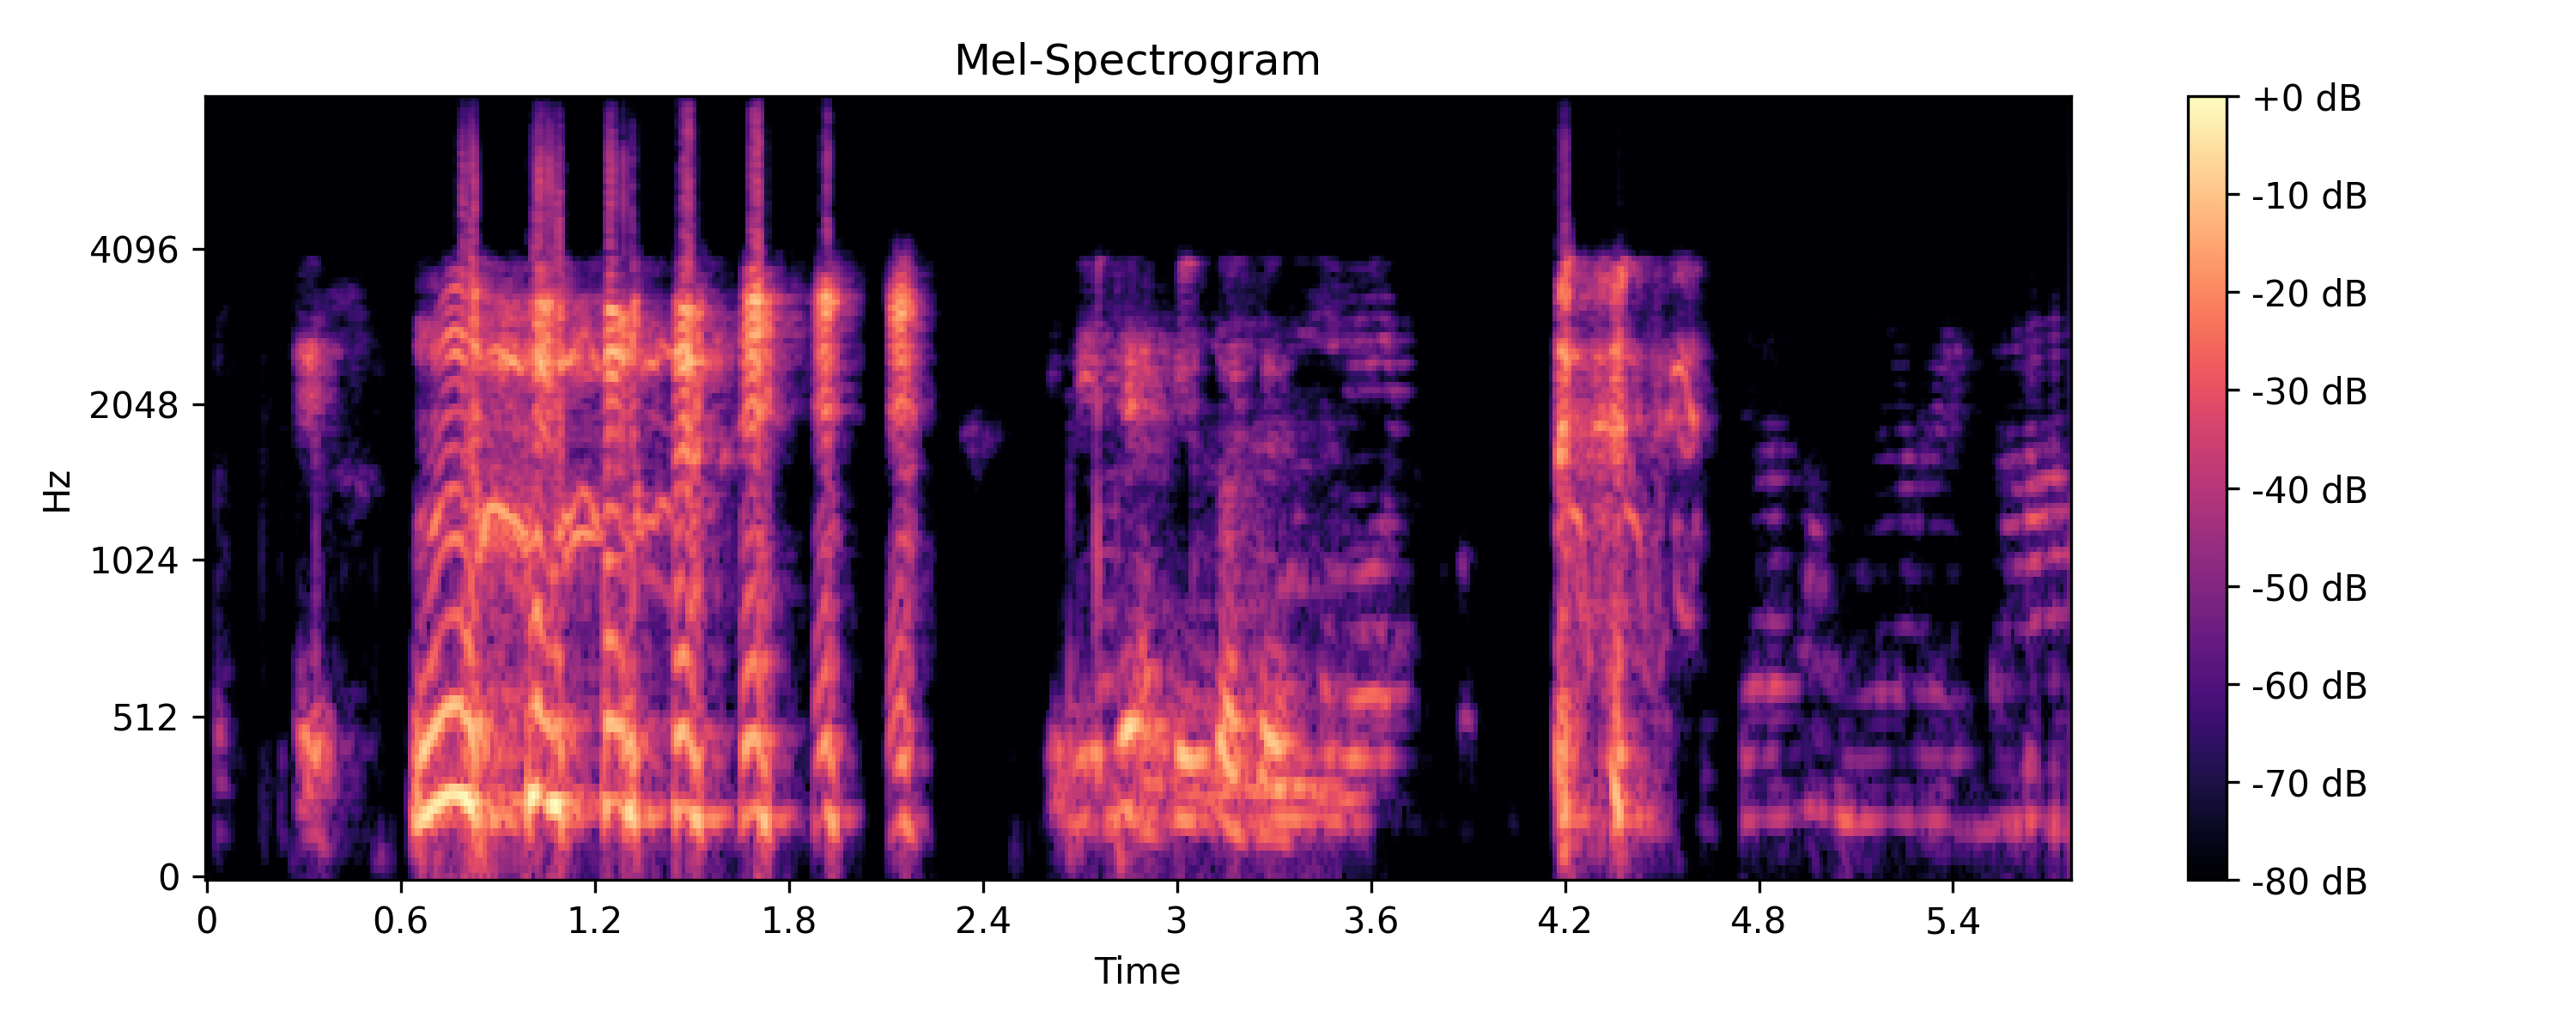 Mel-Spectrogram
+0 dB
-10 dB
-20 dB
-30 dB
-40 dB
-50 dB
-60 dB
-70 dB
-80 dB
Hz
4096
2048
1024
512
0
0 0.6 1.2 1.8 2.4 3 3.6 4.2 4.8 5.4
Time